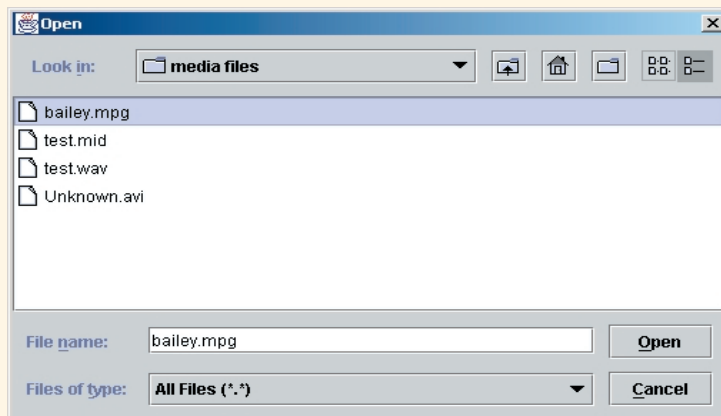 Open
Look in: media files
bailey.mpg
test.mid
test.wav
Unknown.avi
File name: bailey.mpg Open
Files of type: All Files (*.*) Cancel